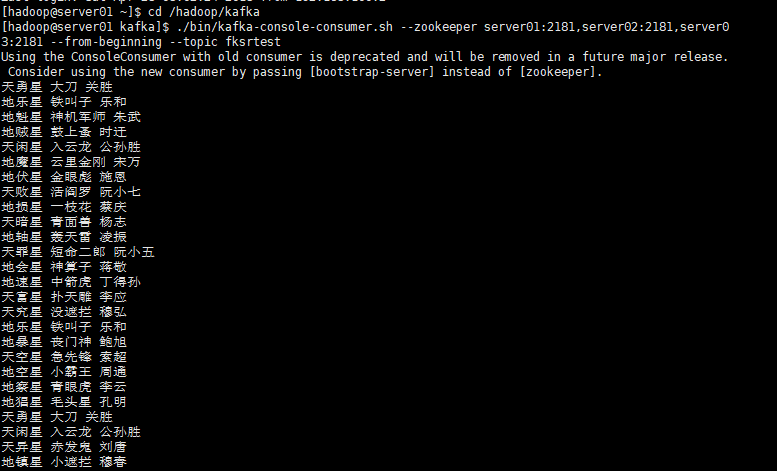 [hadoop@server01 ~]$ cd /hadoop/kafka
[hadoop@server01 kafka]$ ./bin/kafka-console-consumer.sh --zookeeper server01:2181,server02:2181,server0
3:2181 --from-beginning --topic fksrtest
Using the ConsoleConsumer with old consumer is deprecated and will be removed in a future major release.
 Consider using the new consumer by passing [bootstrap-server] instead of [zookeeper].
天勇星 大刀 关胜
地乐星 铁叫子 乐和
地魁星 神机军师 朱武
地贼星 鼓上蚤 时迁
天闲星 入云龙 公孙胜
地魔星 云里金刚 宋万
地伏星 金眼彪 施恩
天败星 活阎罗 阮小七
地损星 一枝花 蔡庆
天暗星 青面兽 杨志
地轴星 轰天雷 凌振
天罪星 短命二郎 阮小五
地会星 神算子 蒋敬
地速星 中箭虎 丁得孙
天富星 扑天雕 李应
天究星 没遮拦 穆弘
地乐星 铁叫子 乐和
地暴星 丧门神 鲍旭
天空星 急先锋 索超
地空星 小霸王 周通
地察星 青眼虎 李云
地猖星 毛头星 孔明
天勇星 大刀 关胜
天闲星 入云龙 公孙胜
天异星 赤发鬼 刘唐
地镇星 小遮拦 穆春